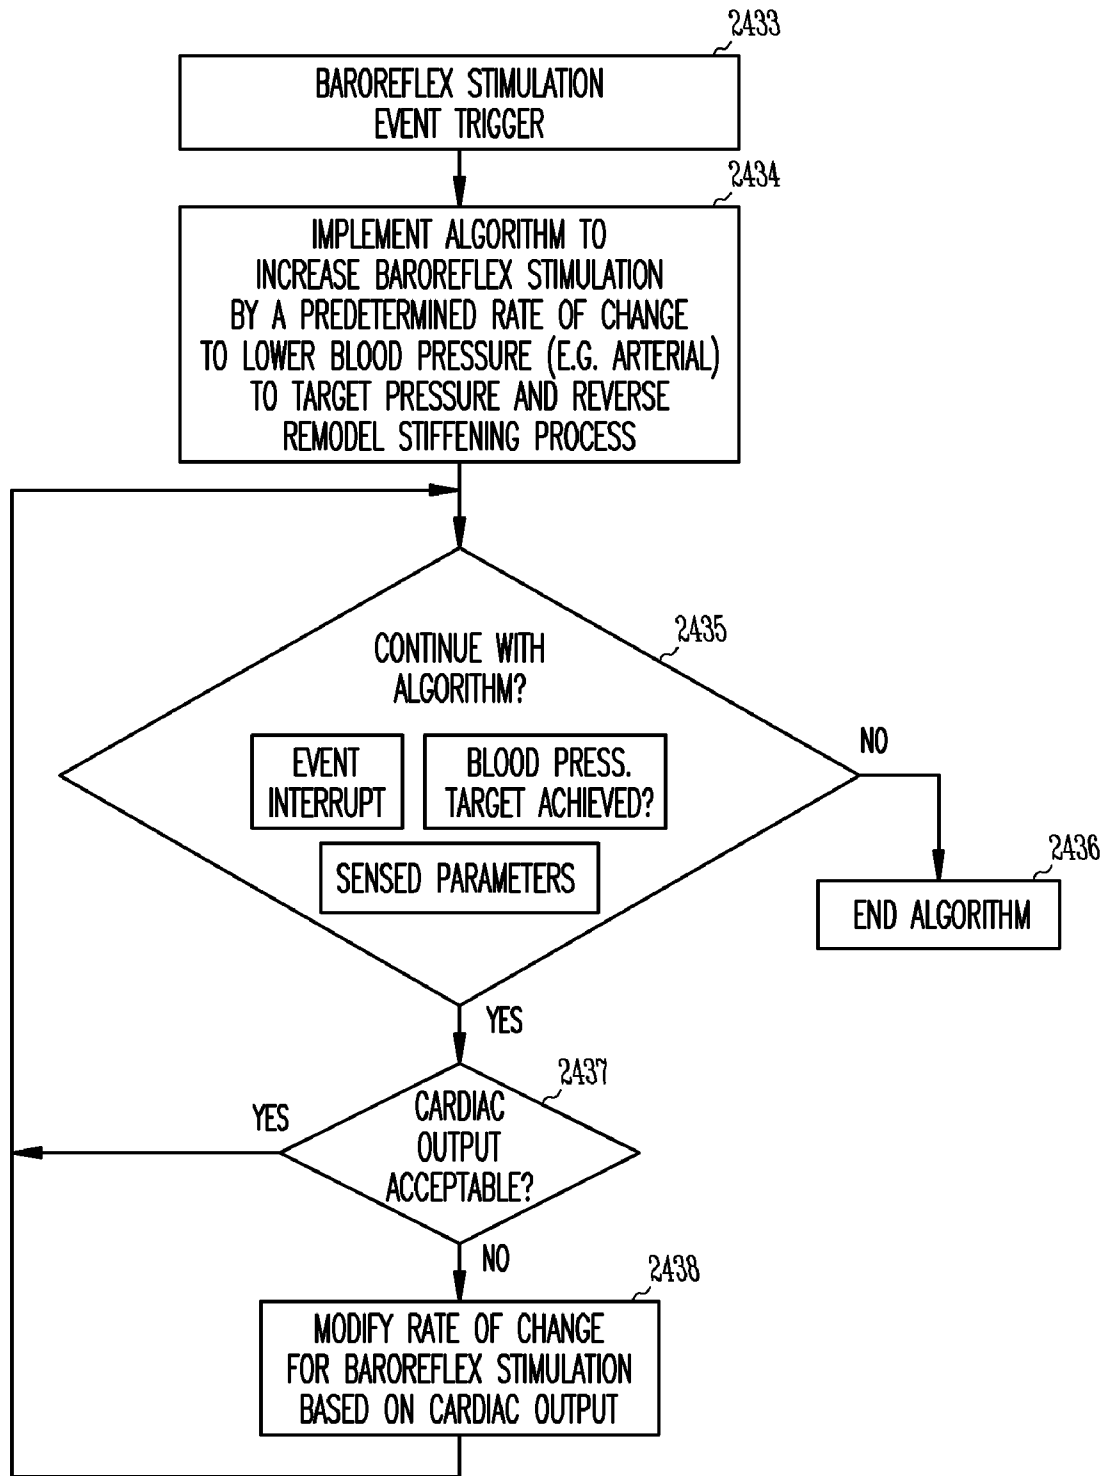 2433
BAROREFLEX STIMULATION
EVENT TRIGGER
2434
IMPLEMENT ALGORITHM TO
INCREASE BAROREFLEX STIMULATION
BY A PREDETERMINED RATE OF CHANGE
TO LOWER BLOOD PRESSURE (E.G. ARTERIAL)
TO TARGET PRESSURE AND REVERSE
REMODEL STIFFENING PROCESS
2435
CONTINUE WITH
ALGORITHM?
EVENT
INTERRUPT
BLOOD PRESS.
TARGET ACHIEVED?
SENSED PARAMETERS
NO
2436
END ALGORITHM
YES
2437
CARDIAC
OUTPUT
ACCEPTABLE?
YES
NO
2438
MODIFY RATE OF CHANGE
FOR BAROREFLEX STIMULATION
BASED ON CARDIAC OUTPUT